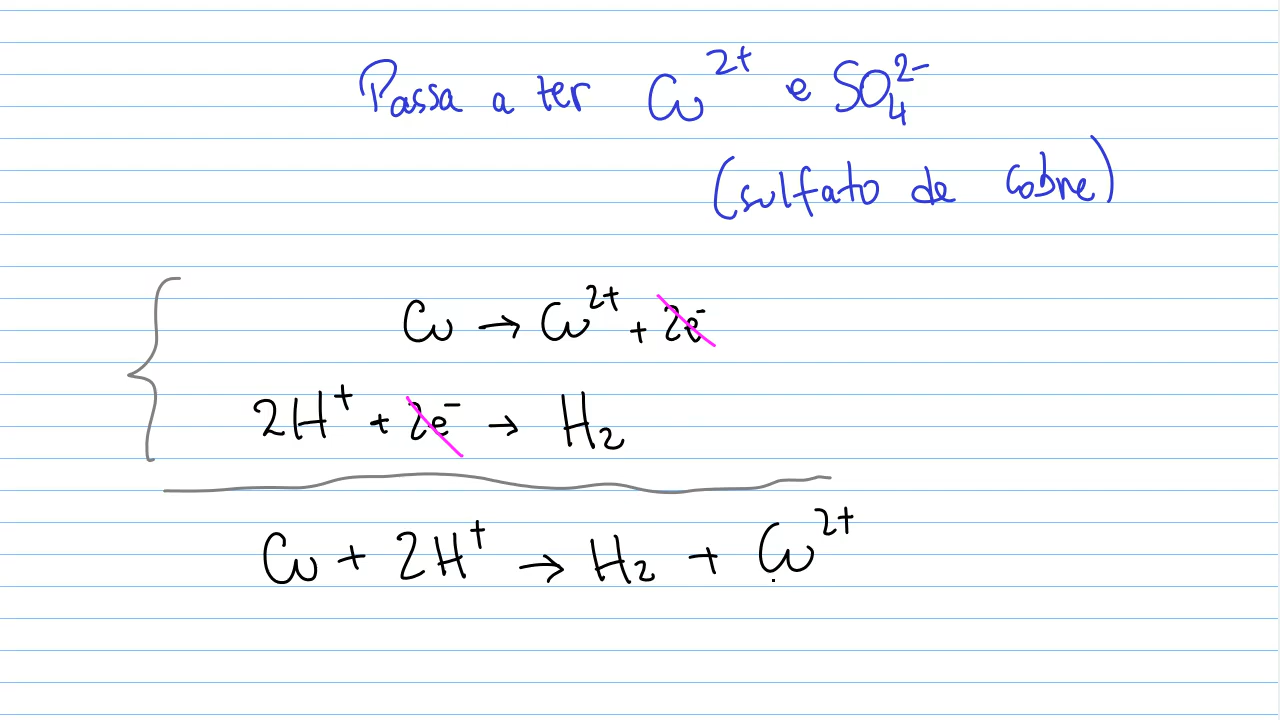 Passa a ter Cu²⁺ e SO₄²⁻
(sulfato de cobre)
Cu → Cu²⁺ + 2e⁻
2H⁺ + 2e⁻ → H₂
Cu + 2H⁺ → H₂ + Cu²⁺